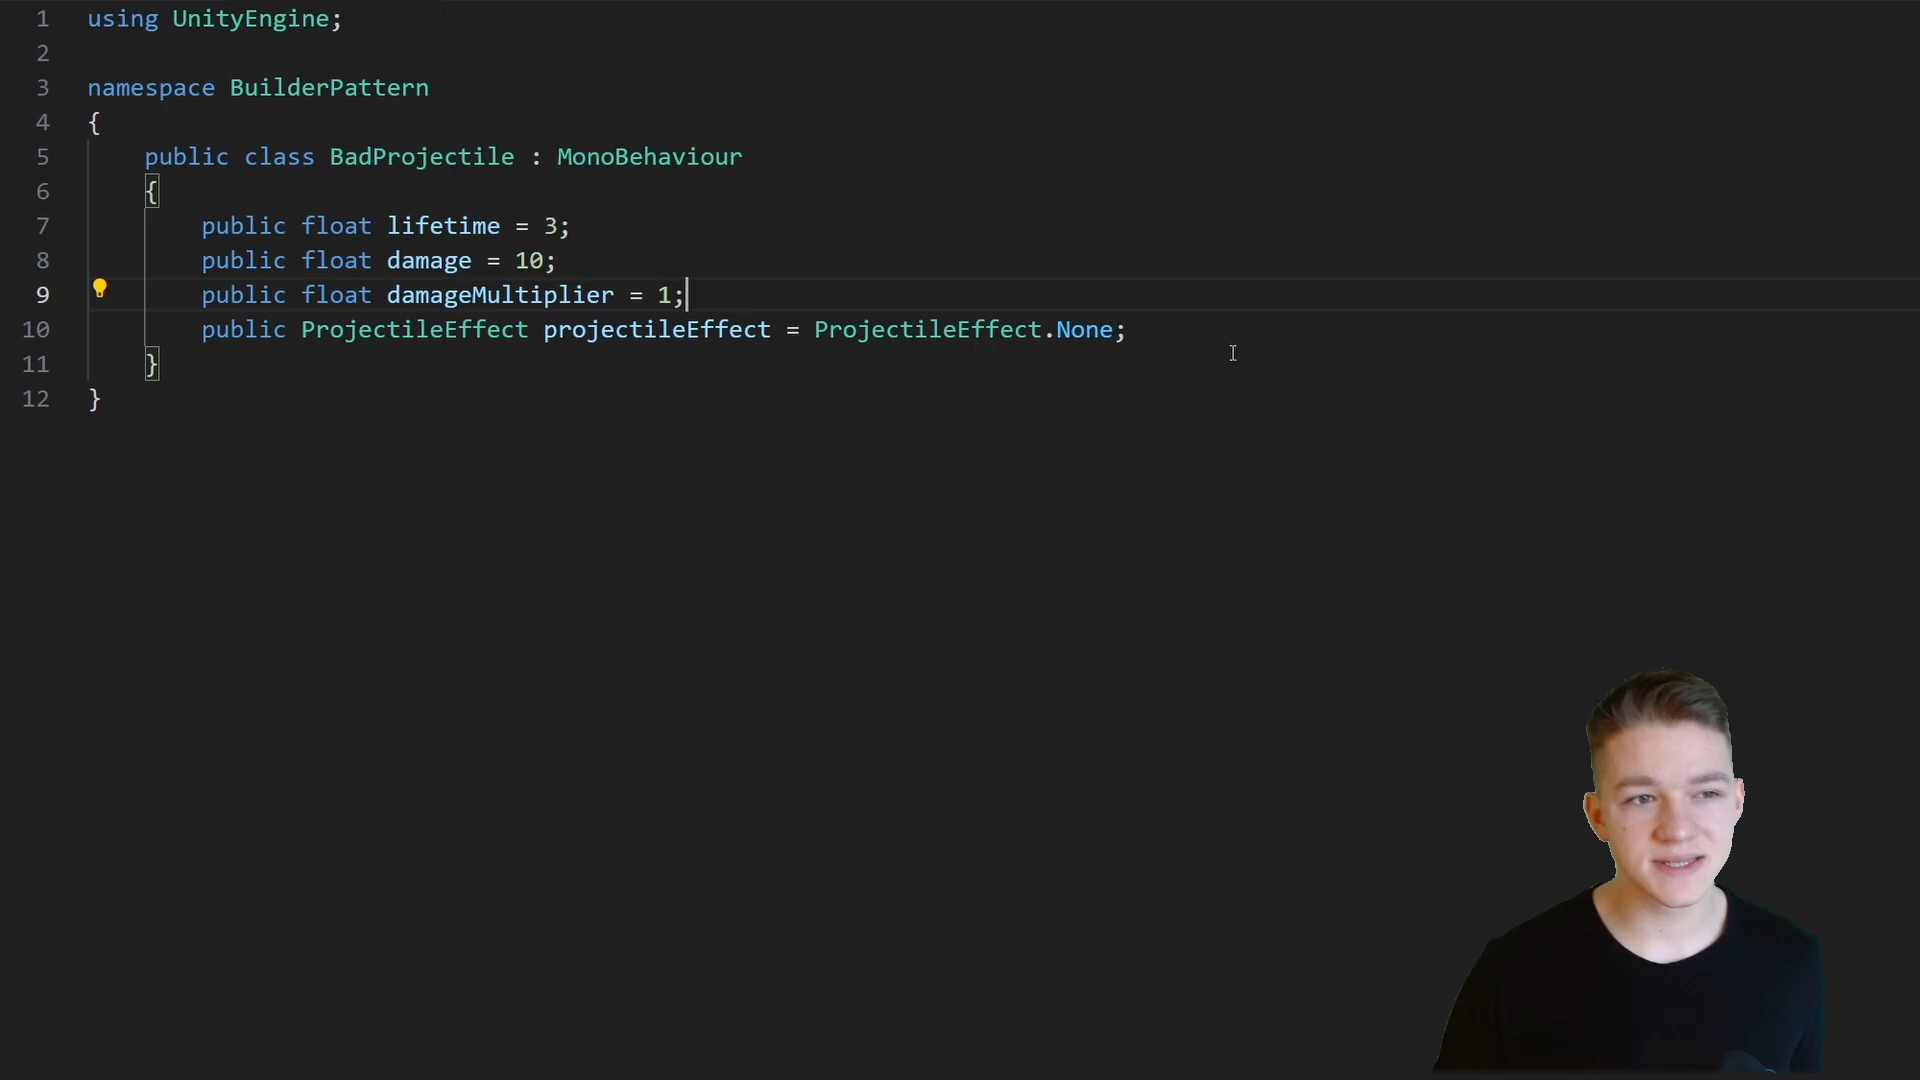 1 using UnityEngine;
2
3 namespace BuilderPattern
4 {
5 public class BadProjectile : MonoBehaviour
6 {
7 public float lifetime = 3;
8 public float damage = 10;
9 public float damageMultiplier = 1;
10 public ProjectileEffect projectileEffect = ProjectileEffect.None;
11 }
12 }